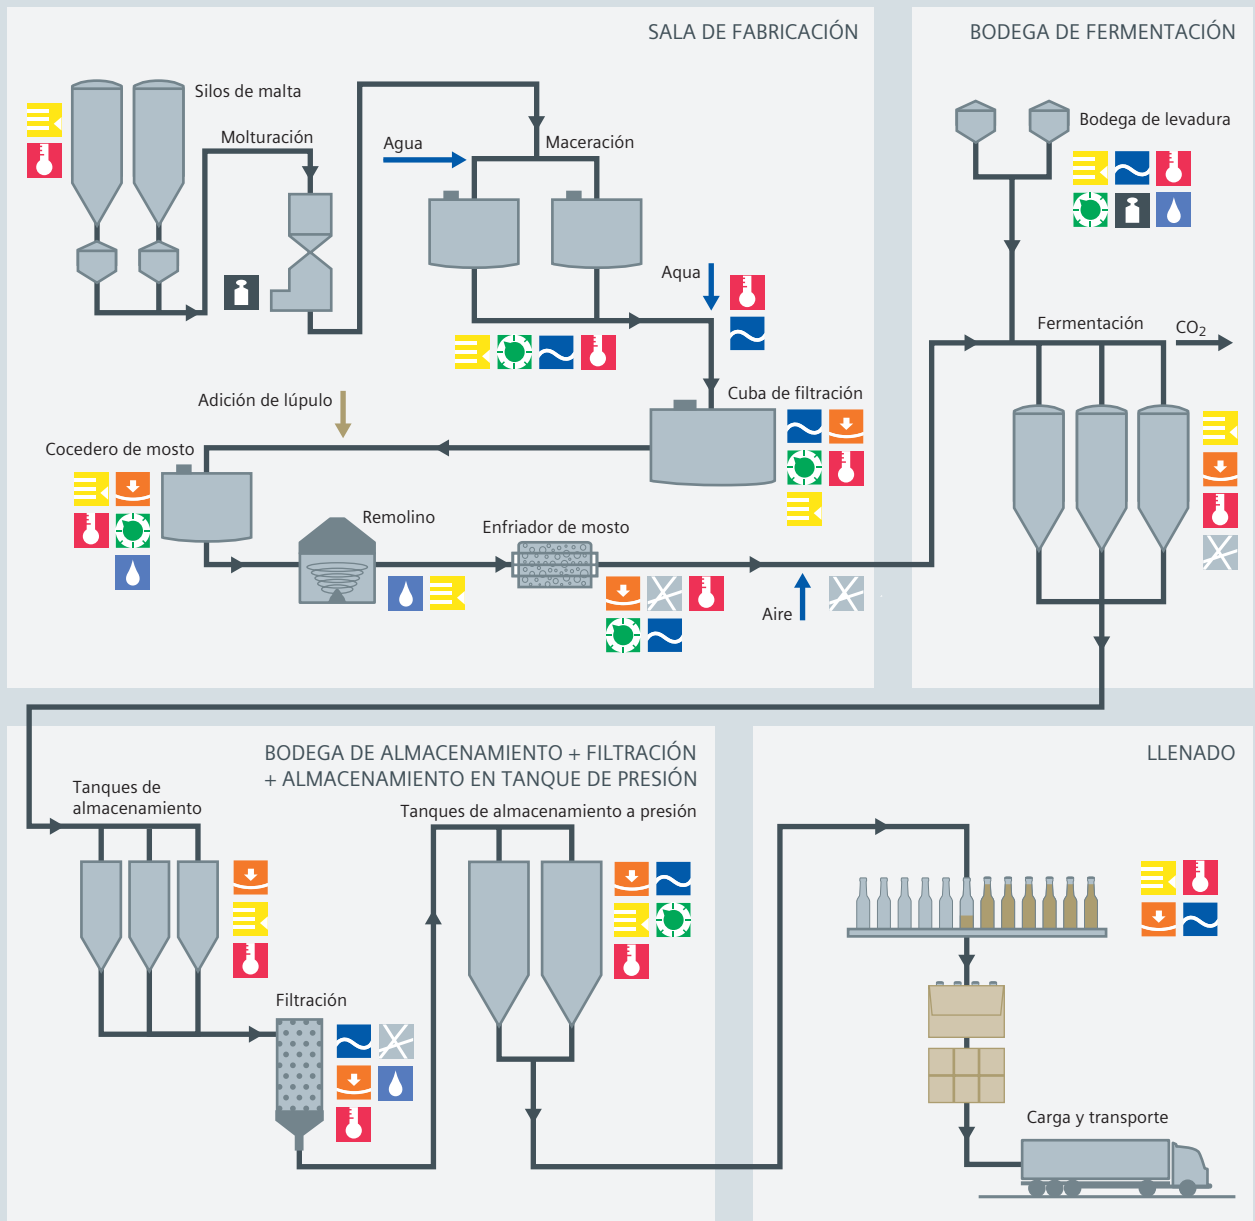 SALA DE FABRICACIÓN
Silos de malta
Molturación
Agua
Maceración
Aqua
Cuba de filtración
Adición de lúpulo
Cocedero de mosto
Remolino
Enfriador de mosto
Aire
BODEGA DE FERMENTACIÓN
Bodega de levadura
Fermentación
CO₂
BODEGA DE ALMACENAMIENTO + FILTRACIÓN
+ ALMACENAMIENTO EN TANQUE DE PRESIÓN
Tanques de
almacenamiento
Tanques de almacenamiento a presión
Filtración
LLENADO
Carga y transporte